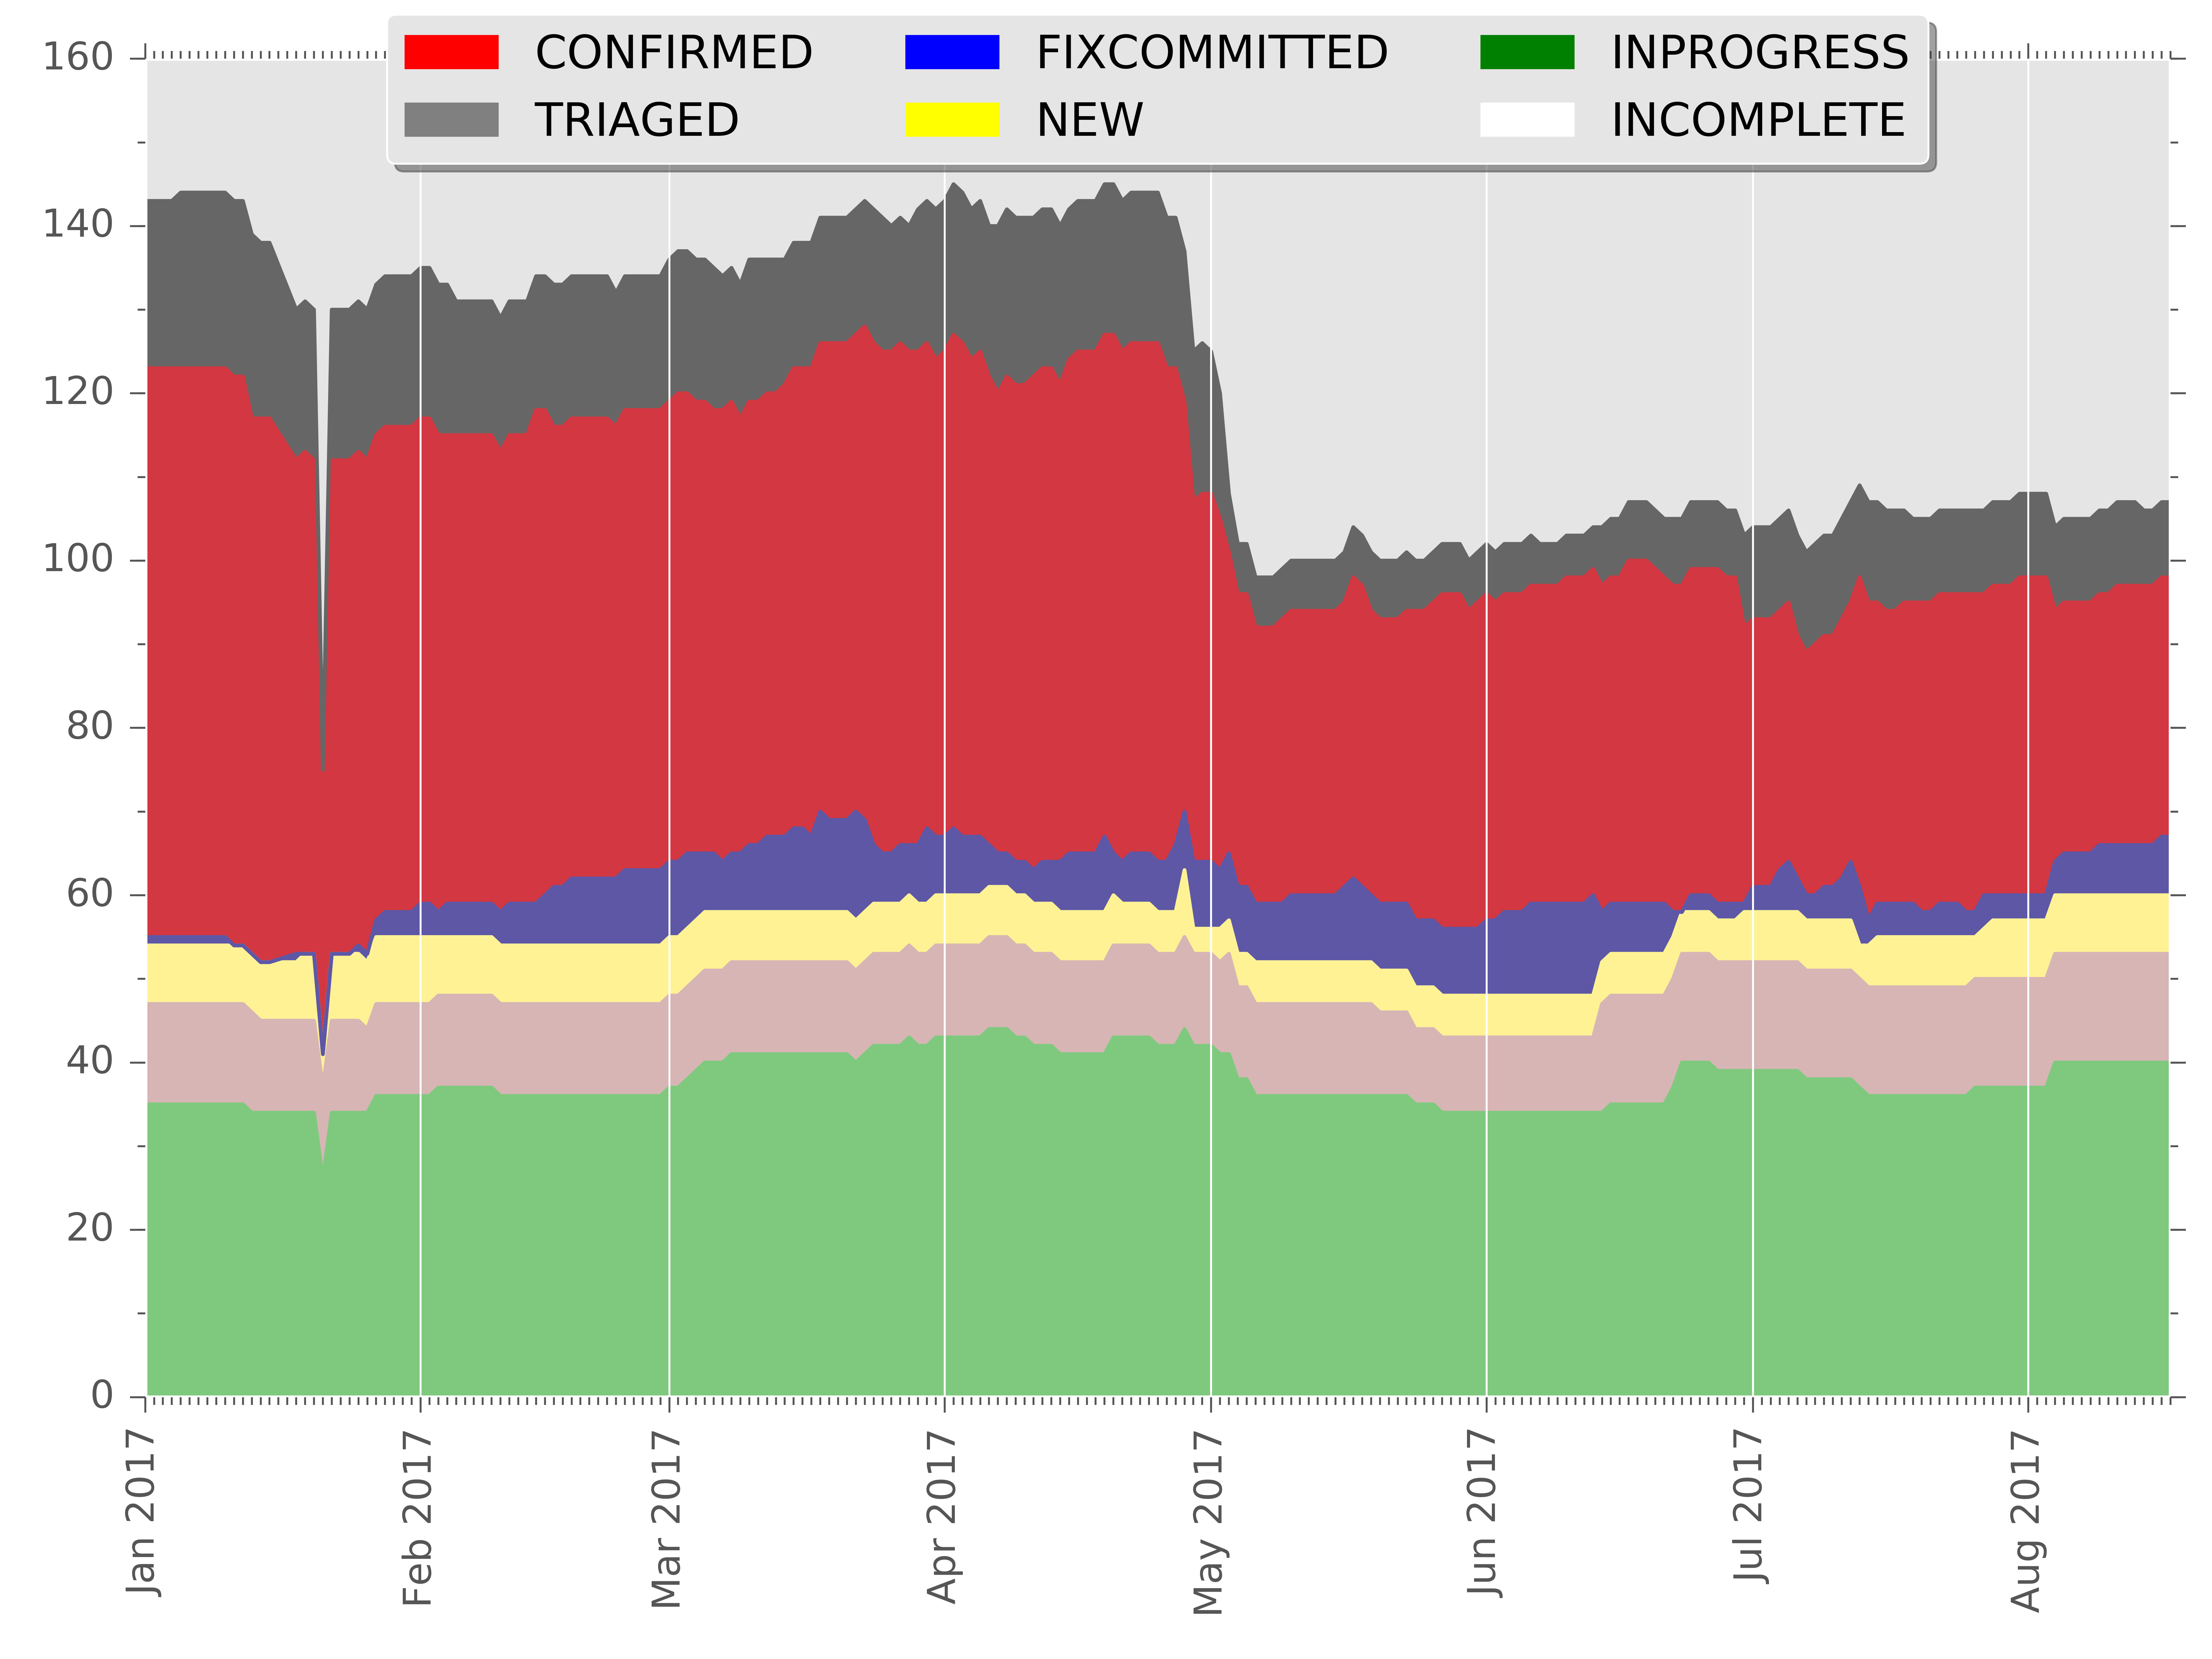 CONFIRMED FIXCOMMITTED INPROGRESS
TRIAGED NEW INCOMPLETE
160
140
120
100
80
60
40
20
0
Jan 2017
Feb 2017
Mar 2017
Apr 2017
May 2017
Jun 2017
Jul 2017
Aug 2017